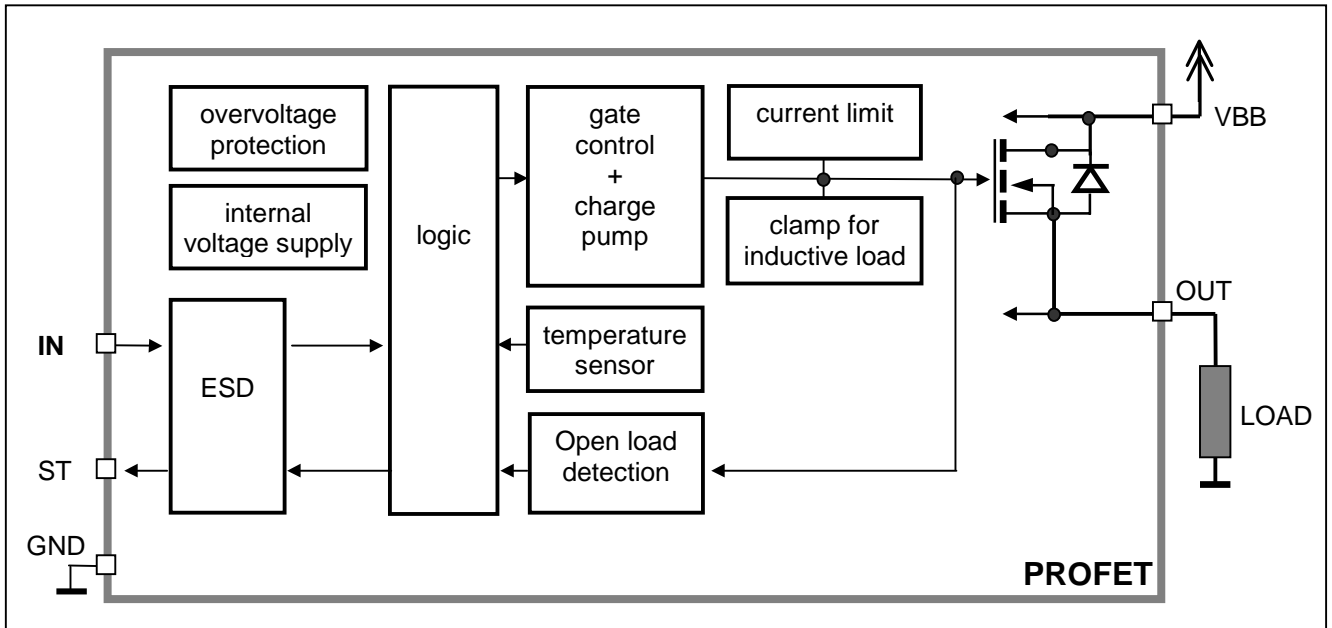 overvoltage
protection
internal
voltage supply
logic
gate
control
+
charge
pump
current limit
clamp for
inductive load
VBB
OUT
LOAD
IN
ESD
temperature
sensor
ST
Open load
detection
GND
PROFET